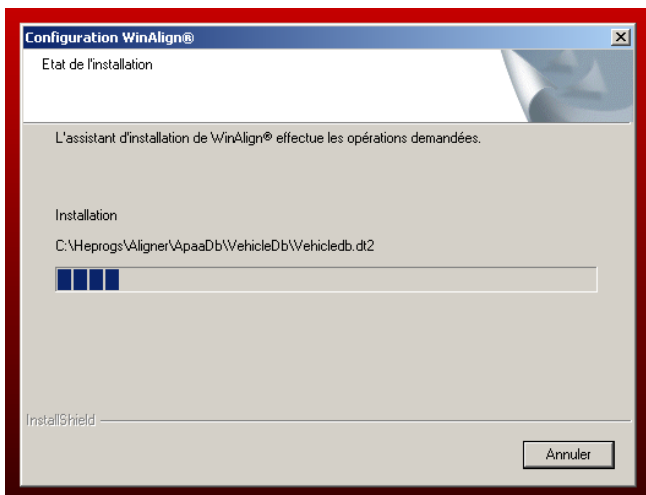 Configuration WinAlign®
Etat de l'installation
L'assistant d'installation de WinAlign® effectue les opérations demandées.
Installation
C:\Heprogs\Aligner\ApaaDb\VehicleDb\Vehicledb.dt2
InstallShield
Annuler